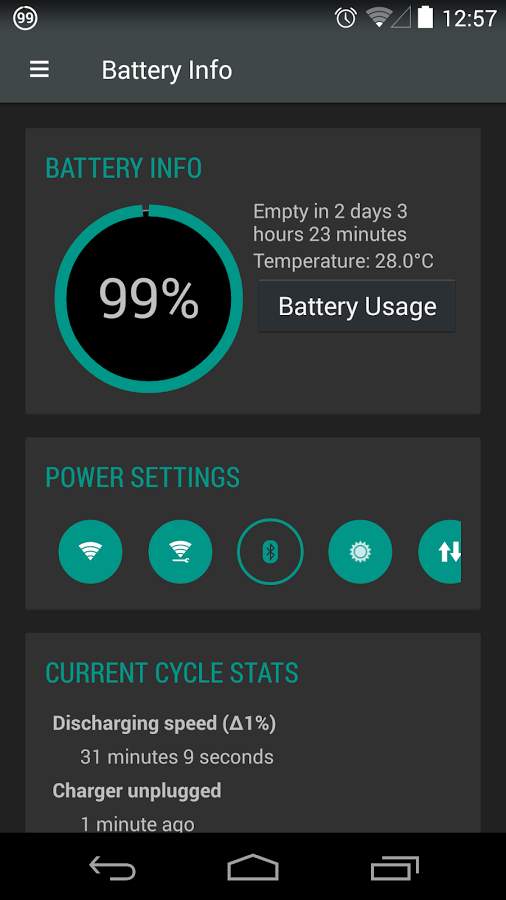 99
12:57
Battery Info
BATTERY INFO
99%
Empty in 2 days 3
hours 23 minutes
Temperature: 28.0°C
Battery Usage
POWER SETTINGS
CURRENT CYCLE STATS
Discharging speed (Δ1%)
31 minutes 9 seconds
Charger unplugged
1 minute ago